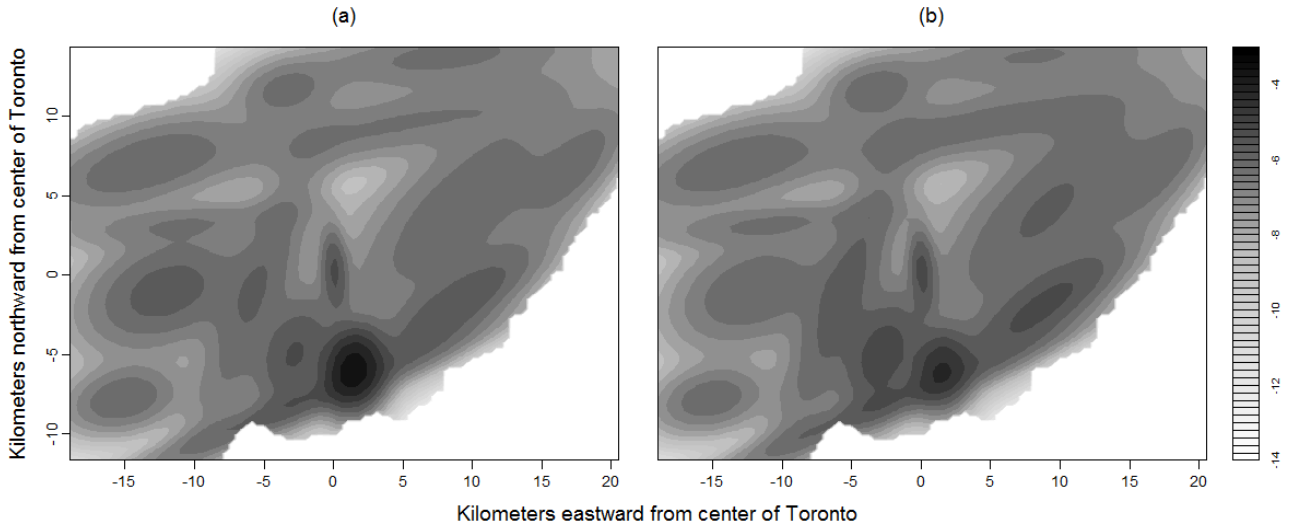 (a) (b)
Kilometers northward from center of Toronto
10
5
0
-5
-10
-15 -10 -5 0 5 10 15 20
-15 -10 -5 0 5 10 15 20
-4
-6
-8
-10
-12
-14
Kilometers eastward from center of Toronto